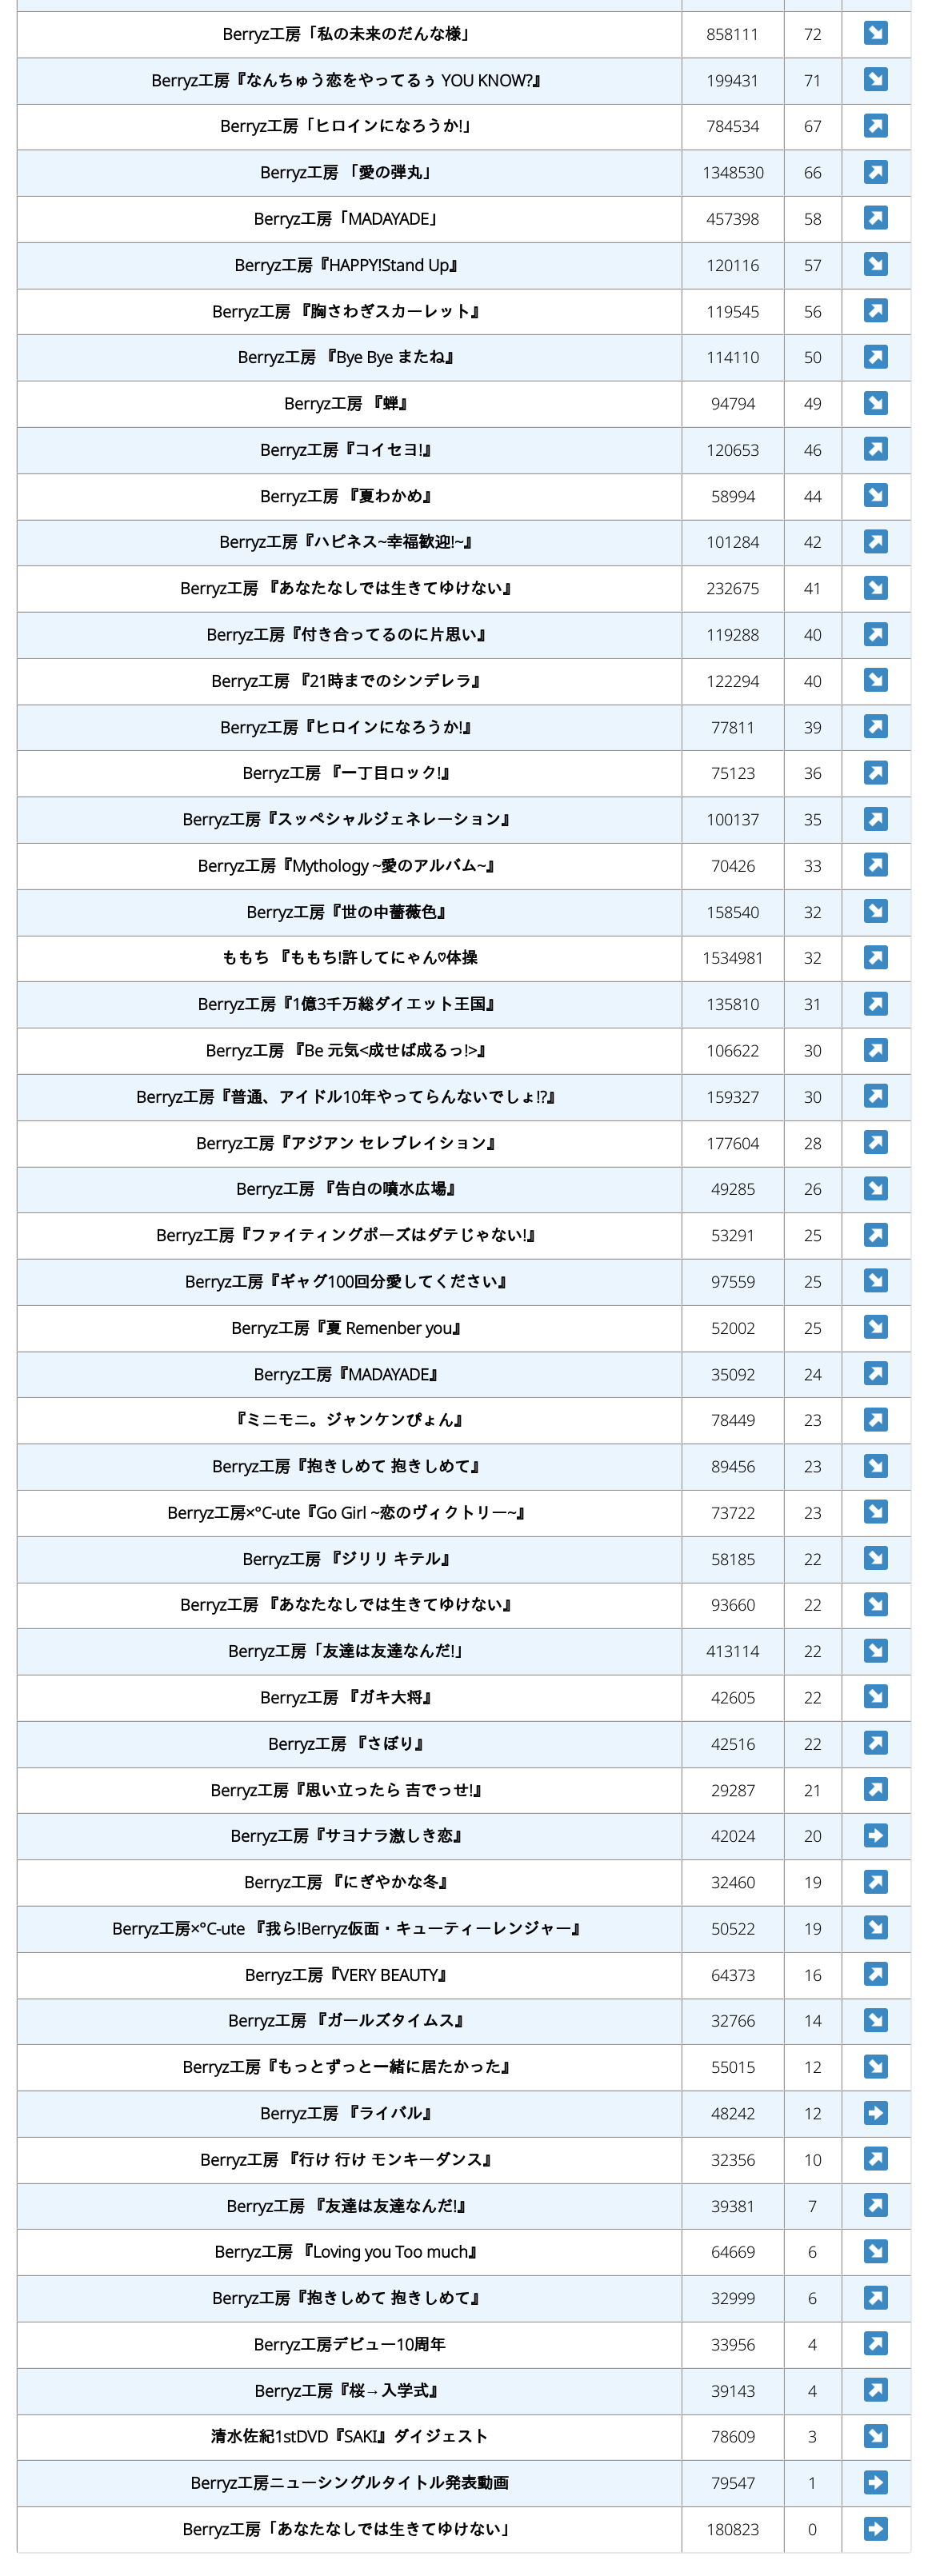 Berryz工房「私の未来のだんな様」 858111 72 ↘
Berryz工房『なんちゅう恋をやってるぅ YOU KNOW?』 199431 71 ↘
Berryz工房「ヒロインになろうか!」 784534 67 ↗
Berryz工房 「愛の弾丸」 1348530 66 ↗
Berryz工房「MADAYADE」 457398 58 ↗
Berryz工房『HAPPY!Stand Up』 120116 57 ↘
Berryz工房 『胸さわぎスカーレット』 119545 56 ↗
Berryz工房 『Bye Bye またね』 114110 50 ↗
Berryz工房 『蝉』 94794 49 ↘
Berryz工房『コイセヨ!』 120653 46 ↗
Berryz工房 『夏わかめ』 58994 44 ↘
Berryz工房『ハピネス~幸福歓迎!~』 101284 42 ↗
Berryz工房 『あなたなしでは生きてゆけない』 232675 41 ↘
Berryz工房『付き合ってるのに片思い』 119288 40 ↗
Berryz工房 『21時までのシンデレラ』 122294 40 ↘
Berryz工房『ヒロインになろうか!』 77811 39 ↗
Berryz工房 『一丁目ロック!』 75123 36 ↗
Berryz工房『スッペシャルジェネレーション』 100137 35 ↗
Berryz工房『Mythology ~愛のアルバム~』 70426 33 ↗
Berryz工房『世の中薔薇色』 158540 32 ↘
ももち 『ももち!許してにゃん♡体操 1534981 32 ↗
Berryz工房『1億3千万総ダイエット王国』 135810 31 ↗
Berryz工房 『Be 元気<成せば成るっ!>』 106622 30 ↗
Berryz工房『普通、アイドル10年やってらんないでしょ!?』 159327 30 ↗
Berryz工房『アジアン セレブレイション』 177604 28 ↗
Berryz工房 『告白の噴水広場』 49285 26 ↘
Berryz工房『ファイティングポーズはダテじゃない!』 53291 25 ↗
Berryz工房『ギャグ100回分愛してください』 97559 25 ↘
Berryz工房『夏 Remenber you』 52002 25 ↘
Berryz工房『MADAYADE』 35092 24 ↗
『ミニモニ。ジャンケンぴょん』 78449 23 ↗
Berryz工房『抱きしめて 抱きしめて』 89456 23 ↘
Berryz工房×°C-ute『Go Girl ~恋のヴィクトリー~』 73722 23 ↘
Berryz工房 『ジリリ キテル』 58185 22 ↘
Berryz工房 『あなたなしでは生きてゆけない』 93660 22 ↘
Berryz工房「友達は友達なんだ!」 413114 22 ↘
Berryz工房 『ガキ大将』 42605 22 ↘
Berryz工房 『さぼり』 42516 22 ↗
Berryz工房『思い立ったら 吉でっせ!』 29287 21 ↗
Berryz工房『サヨナラ激しき恋』 42024 20 →
Berryz工房 『にぎやかな冬』 32460 19 ↗
Berryz工房×°C-ute 『我ら!Berryz仮面・キューティーレンジャー』 50522 19 ↘
Berryz工房『VERY BEAUTY』 64373 16 ↗
Berryz工房 『ガールズタイムス』 32766 14 ↘
Berryz工房『もっとずっと一緒に居たかった』 55015 12 ↘
Berryz工房 『ライバル』 48242 12 →
Berryz工房 『行け 行け モンキーダンス』 32356 10 ↗
Berryz工房 『友達は友達なんだ!』 39381 7 ↗
Berryz工房 『Loving you Too much』 64669 6 ↘
Berryz工房『抱きしめて 抱きしめて』 32999 6 ↗
Berryz工房デビュー10周年 33956 4 ↗
Berryz工房『桜→入学式』 39143 4 ↗
清水佐紀1stDVD『SAKI』ダイジェスト 78609 3 ↘
Berryz工房ニューシングルタイトル発表動画 79547 1 →
Berryz工房「あなたなしでは生きてゆけない」 180823 0 →